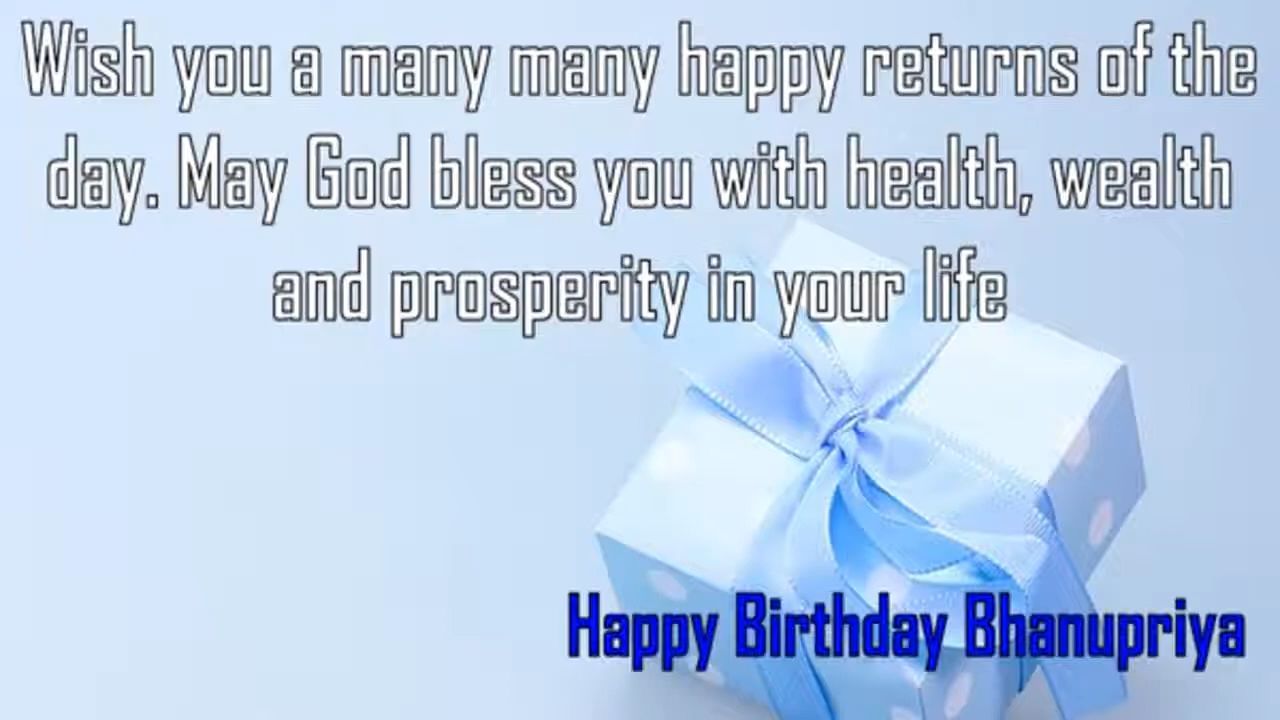 Wish you a many many happy returns of the
day. May God bless you with health, wealth
and prosperity in your life
Happy Birthday Bhanupriya